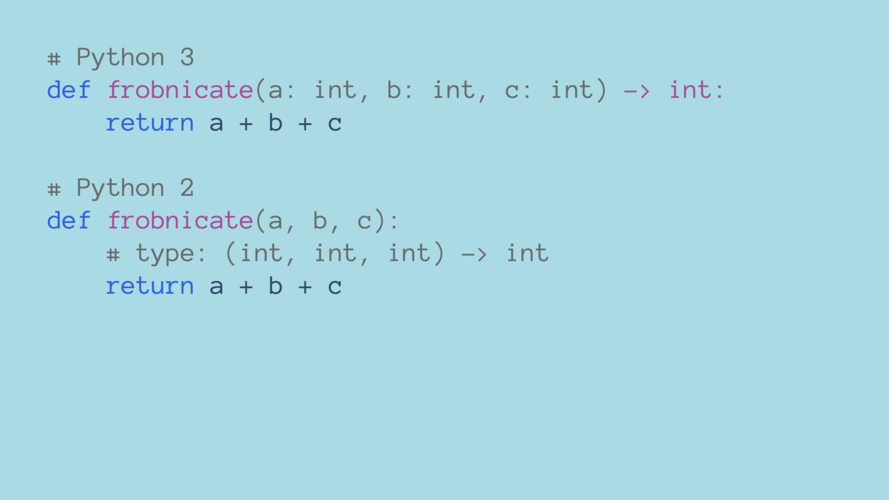 # Python 3
def frobnicate(a: int, b: int, c: int) -> int:
    return a + b + c
# Python 2
def frobnicate(a, b, c):
    # type: (int, int, int) -> int
    return a + b + c